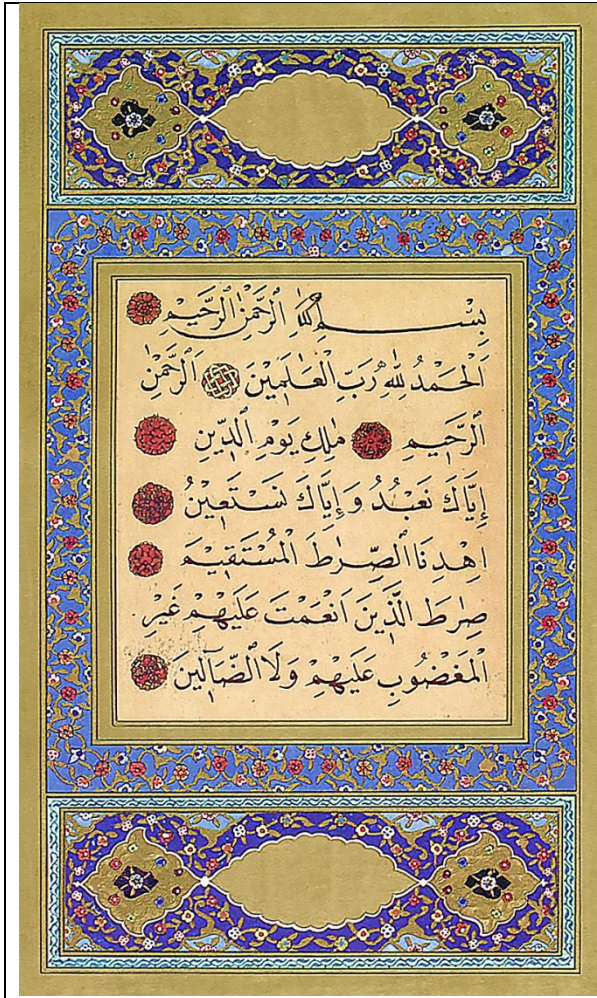 بِسْمِ اللّٰهِ الرَّحْمٰنِ الرَّحٖيمِ
اَلْحَمْدُ لِلّٰهِ رَبِّ الْعَالَمٖينَ اَلرَّحْمٰنِ
الرَّحٖيمِ مٰلِكِ يَوْمِ الدّٖينِ
اِيَّاكَ نَعْبُدُ وَاِيَّاكَ نَسْتَعٖينُ
اِهْدِنَا الصِّرَاطَ الْمُسْتَقٖيمَ
صِرَاطَ الَّذٖينَ اَنْعَمْتَ عَلَيْهِمْ غَيْرِ
الْمَغْضُوبِ عَلَيْهِمْ وَلَا الضَّٓالّٖينَ